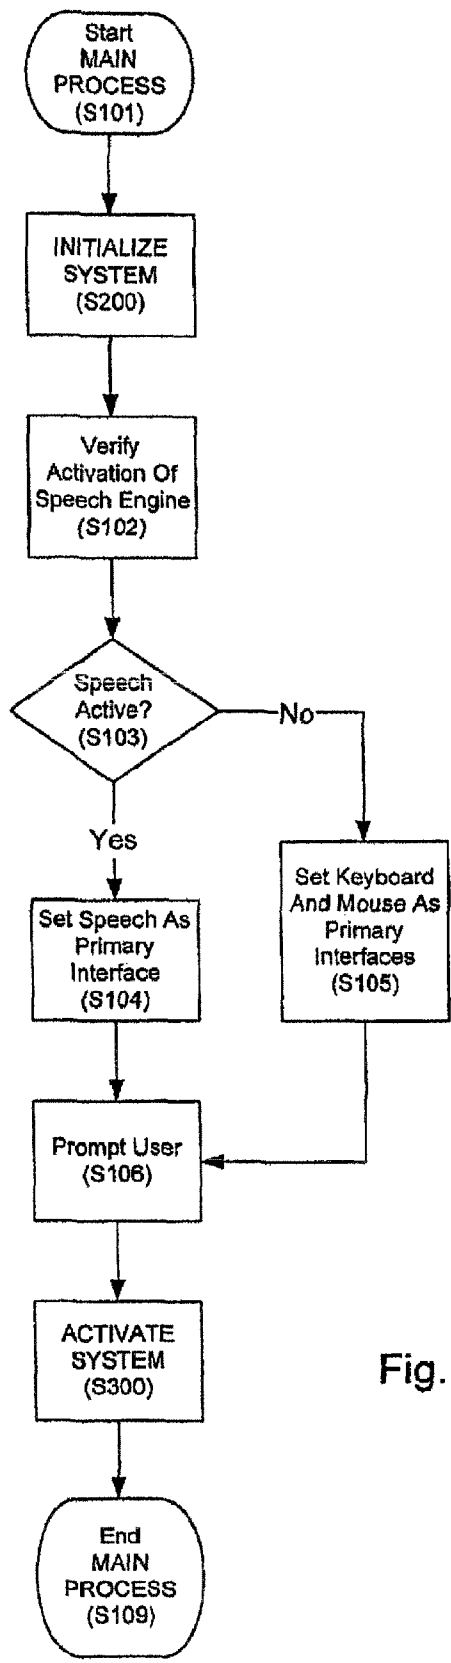 Start
MAIN
PROCESS
(S101)
INITIALIZE
SYSTEM
(S200)
Verify
Activation Of
Speech Engine
(S102)
Speech
Active?
(S103)
No
Yes
Set Speech As
Primary
Interface
(S104)
Set Keyboard
And Mouse As
Primary
Interfaces
(S105)
Prompt User
(S106)
ACTIVATE
SYSTEM
(S300)
Fig.
End
MAIN
PROCESS
(S109)